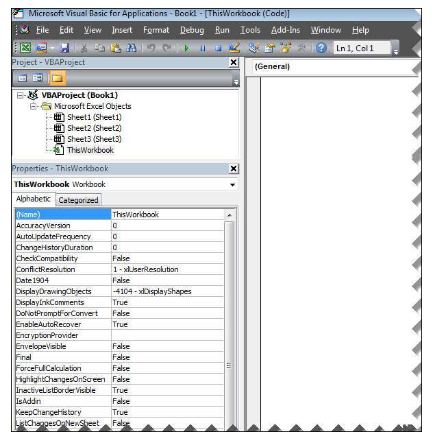 Microsoft Visual Basic for Applications - Book1 - [ThisWorkbook (Code)]
File Edit View Insert Format Debug Run Tools Add-Ins Window Help
Ln 1, Col 1
Project - VBAProject
(General)
VBAProject (Book1)
Microsoft Excel Objects
Sheet1 (Sheet1)
Sheet2 (Sheet2)
Sheet3 (Sheet3)
ThisWorkbook
Properties - ThisWorkbook
ThisWorkbook Workbook
Alphabetic Categorized
(Name) ThisWorkbook
AccuracyVersion 0
AutoUpdateFrequency 0
ChangeHistoryDuration 0
CheckCompatibility False
ConflictResolution 1 - xlUserResolution
Date1904 False
DisplayDrawingObjects -4104 - xlDisplayShapes
DisplayInkComments True
DoNotPromptForConvert False
EnableAutoRecover True
EncryptionProvider
EnvelopeVisible False
Final False
ForceFullCalculation False
HighlightChangesOnScreen False
InactiveListBorderVisible True
IsAddin False
KeepChangeHistory True
ListChangesOnNewSheet False